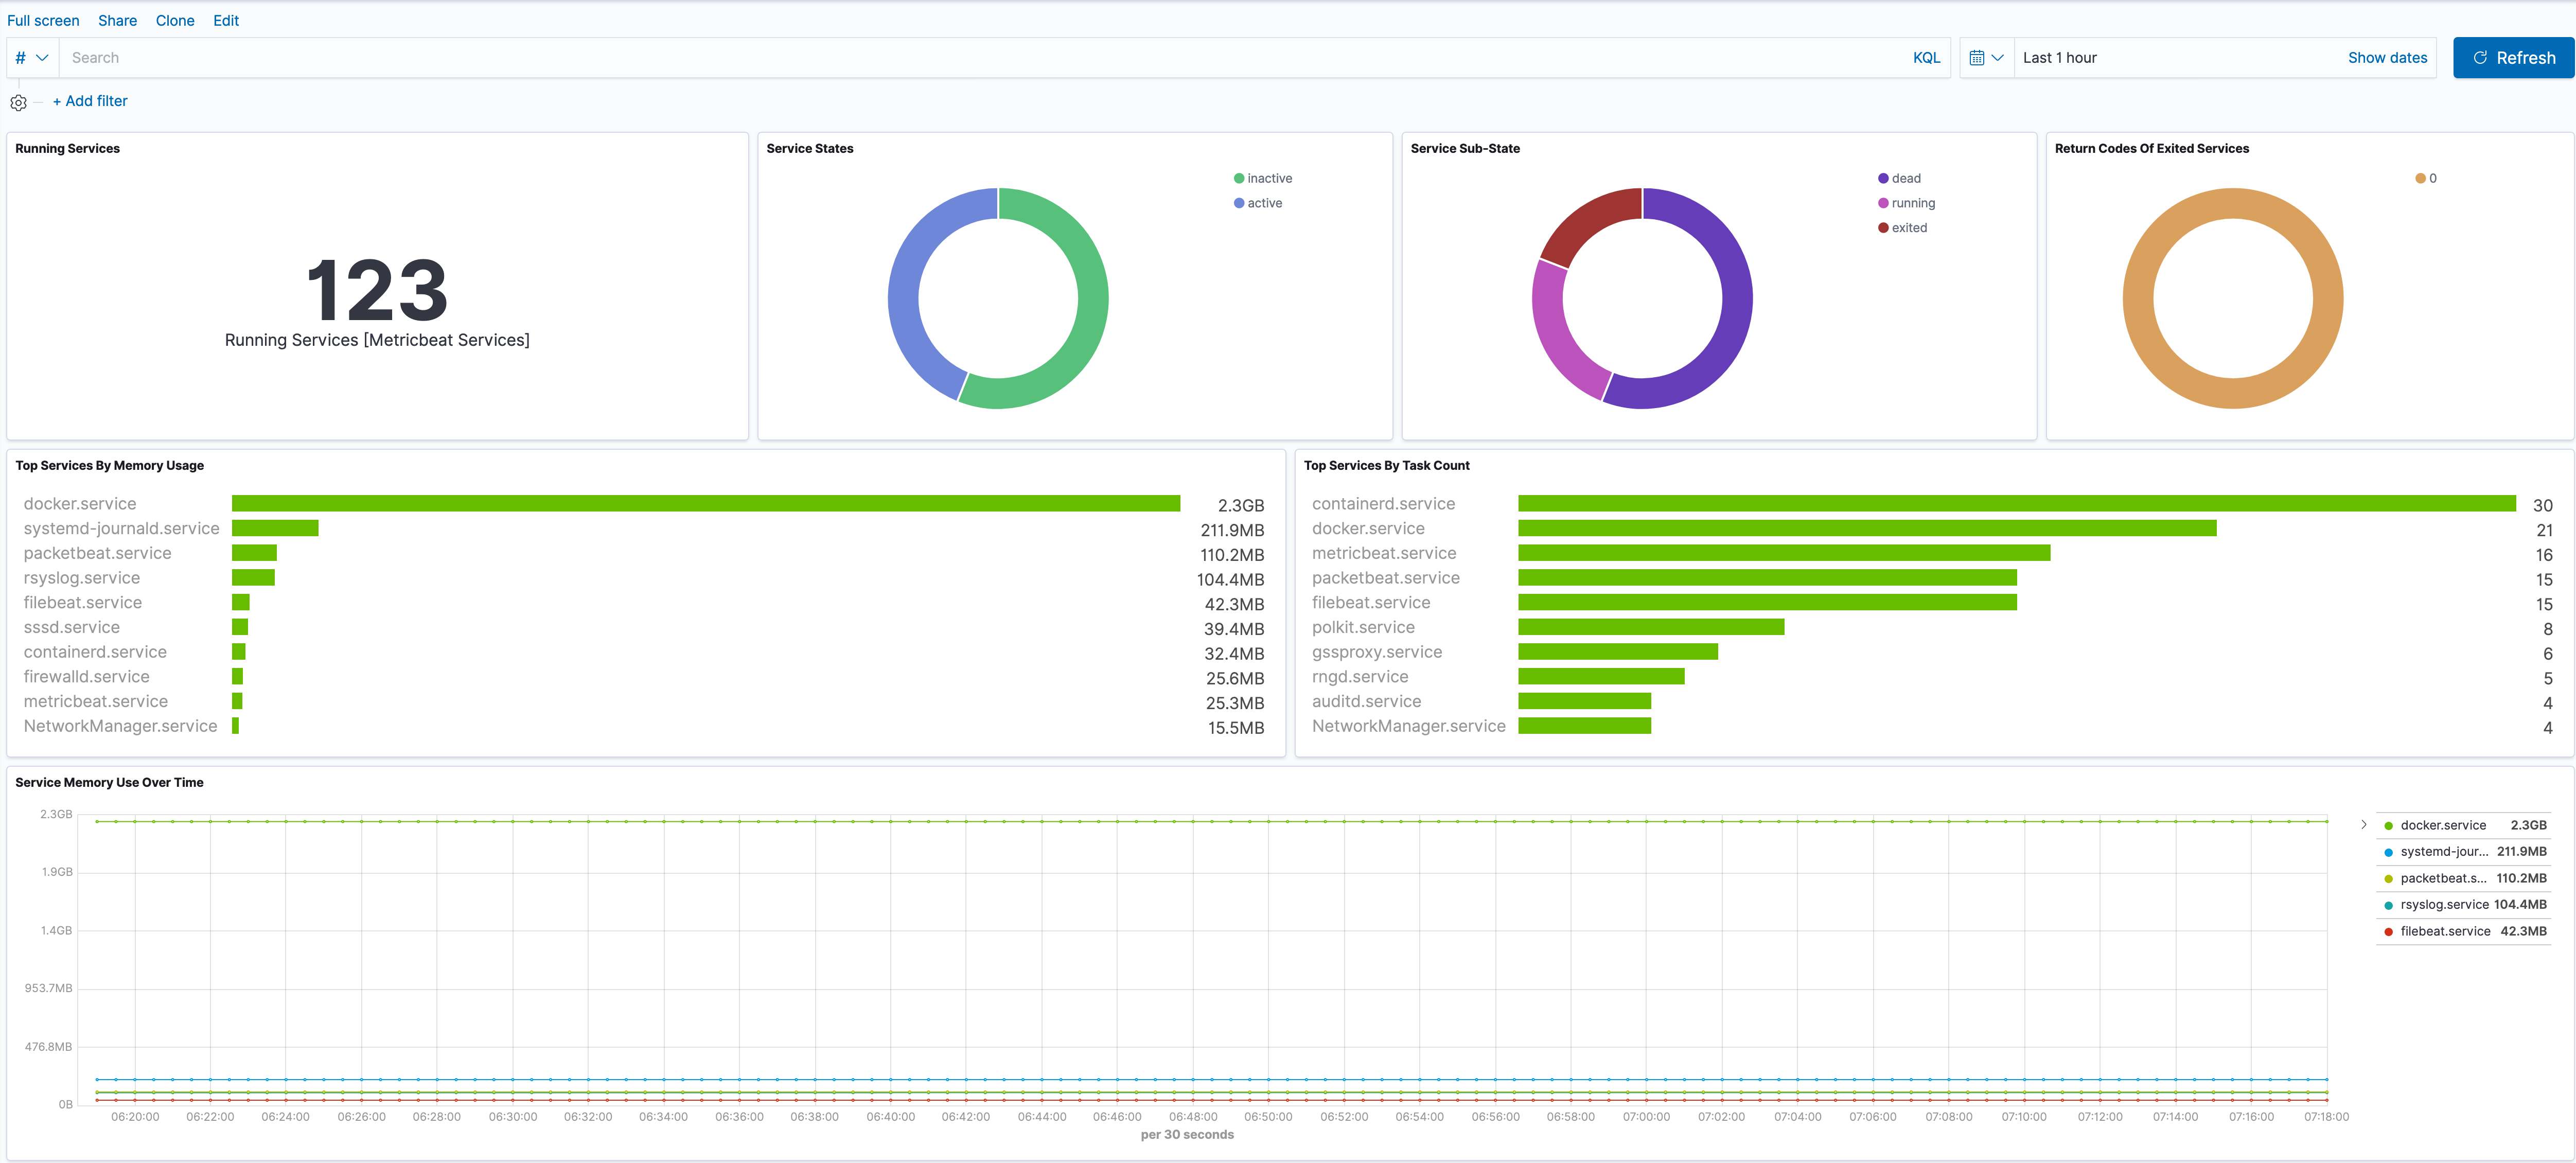 Full screen Share Clone Edit
# Search KQL Last 1 hour Show dates Refresh
+ Add filter
Running Services
123
Running Services [Metricbeat Services]
Service States
inactive
active
Service Sub-State
dead
running
exited
Return Codes Of Exited Services
0
Top Services By Memory Usage
docker.service 2.3GB
systemd-journald.service 211.9MB
packetbeat.service 110.2MB
rsyslog.service 104.4MB
filebeat.service 42.3MB
sssd.service 39.4MB
containerd.service 32.4MB
firewalld.service 25.6MB
metricbeat.service 25.3MB
NetworkManager.service 15.5MB
Top Services By Task Count
containerd.service 30
docker.service 21
metricbeat.service 16
packetbeat.service 15
filebeat.service 15
polkit.service 8
gssproxy.service 6
rngd.service 5
auditd.service 4
NetworkManager.service 4
Service Memory Use Over Time
2.3GB
1.9GB
1.4GB
953.7MB
476.8MB
0B
06:20:00 06:22:00 06:24:00 06:26:00 06:28:00 06:30:00 06:32:00 06:34:00 06:36:00 06:38:00 06:40:00 06:42:00 06:44:00 06:46:00 06:48:00 06:50:00 06:52:00 06:54:00 06:56:00 06:58:00 07:00:00 07:02:00 07:04:00 07:06:00 07:08:00 07:10:00 07:12:00 07:14:00 07:16:00 07:18:00
per 30 seconds
docker.service 2.3GB
systemd-jour... 211.9MB
packetbeat.s... 110.2MB
rsyslog.service 104.4MB
filebeat.service 42.3MB